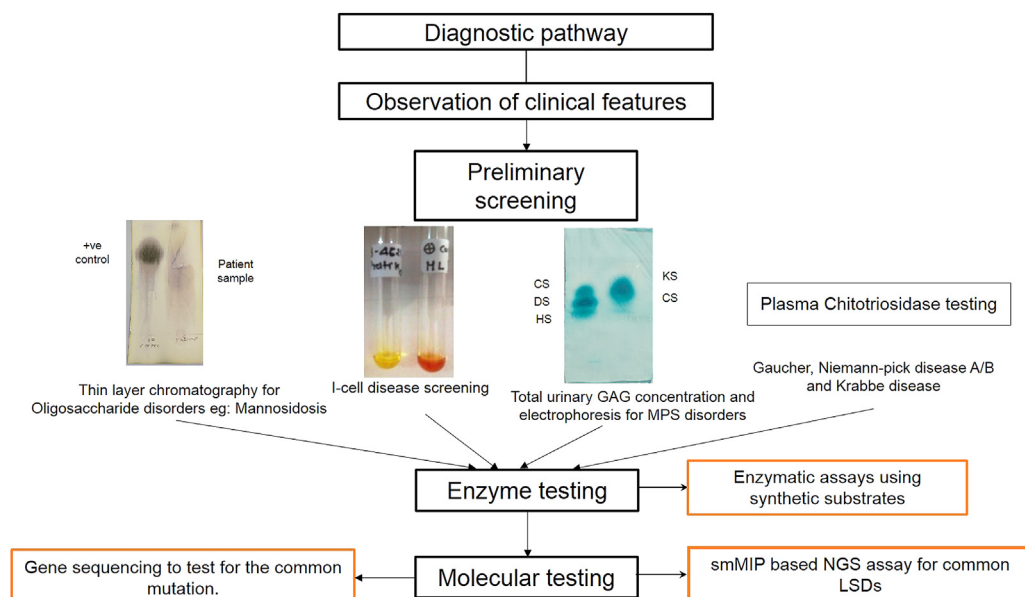 Diagnostic pathway
Observation of clinical features
Preliminary
screening
+ve
control
Patient
sample
CS
DS
HS
KS
CS
Plasma Chitotriosidase testing
Thin layer chromatography for
Oligosaccharide disorders eg: Mannosidosis
I-cell disease screening
Total urinary GAG concentration and
electrophoresis for MPS disorders
Gaucher, Niemann-pick disease A/B
and Krabbe disease
Enzyme testing
Enzymatic assays using
synthetic substrates
Gene sequencing to test for the common
mutation.
Molecular testing
smMIP based NGS assay for common
LSDs